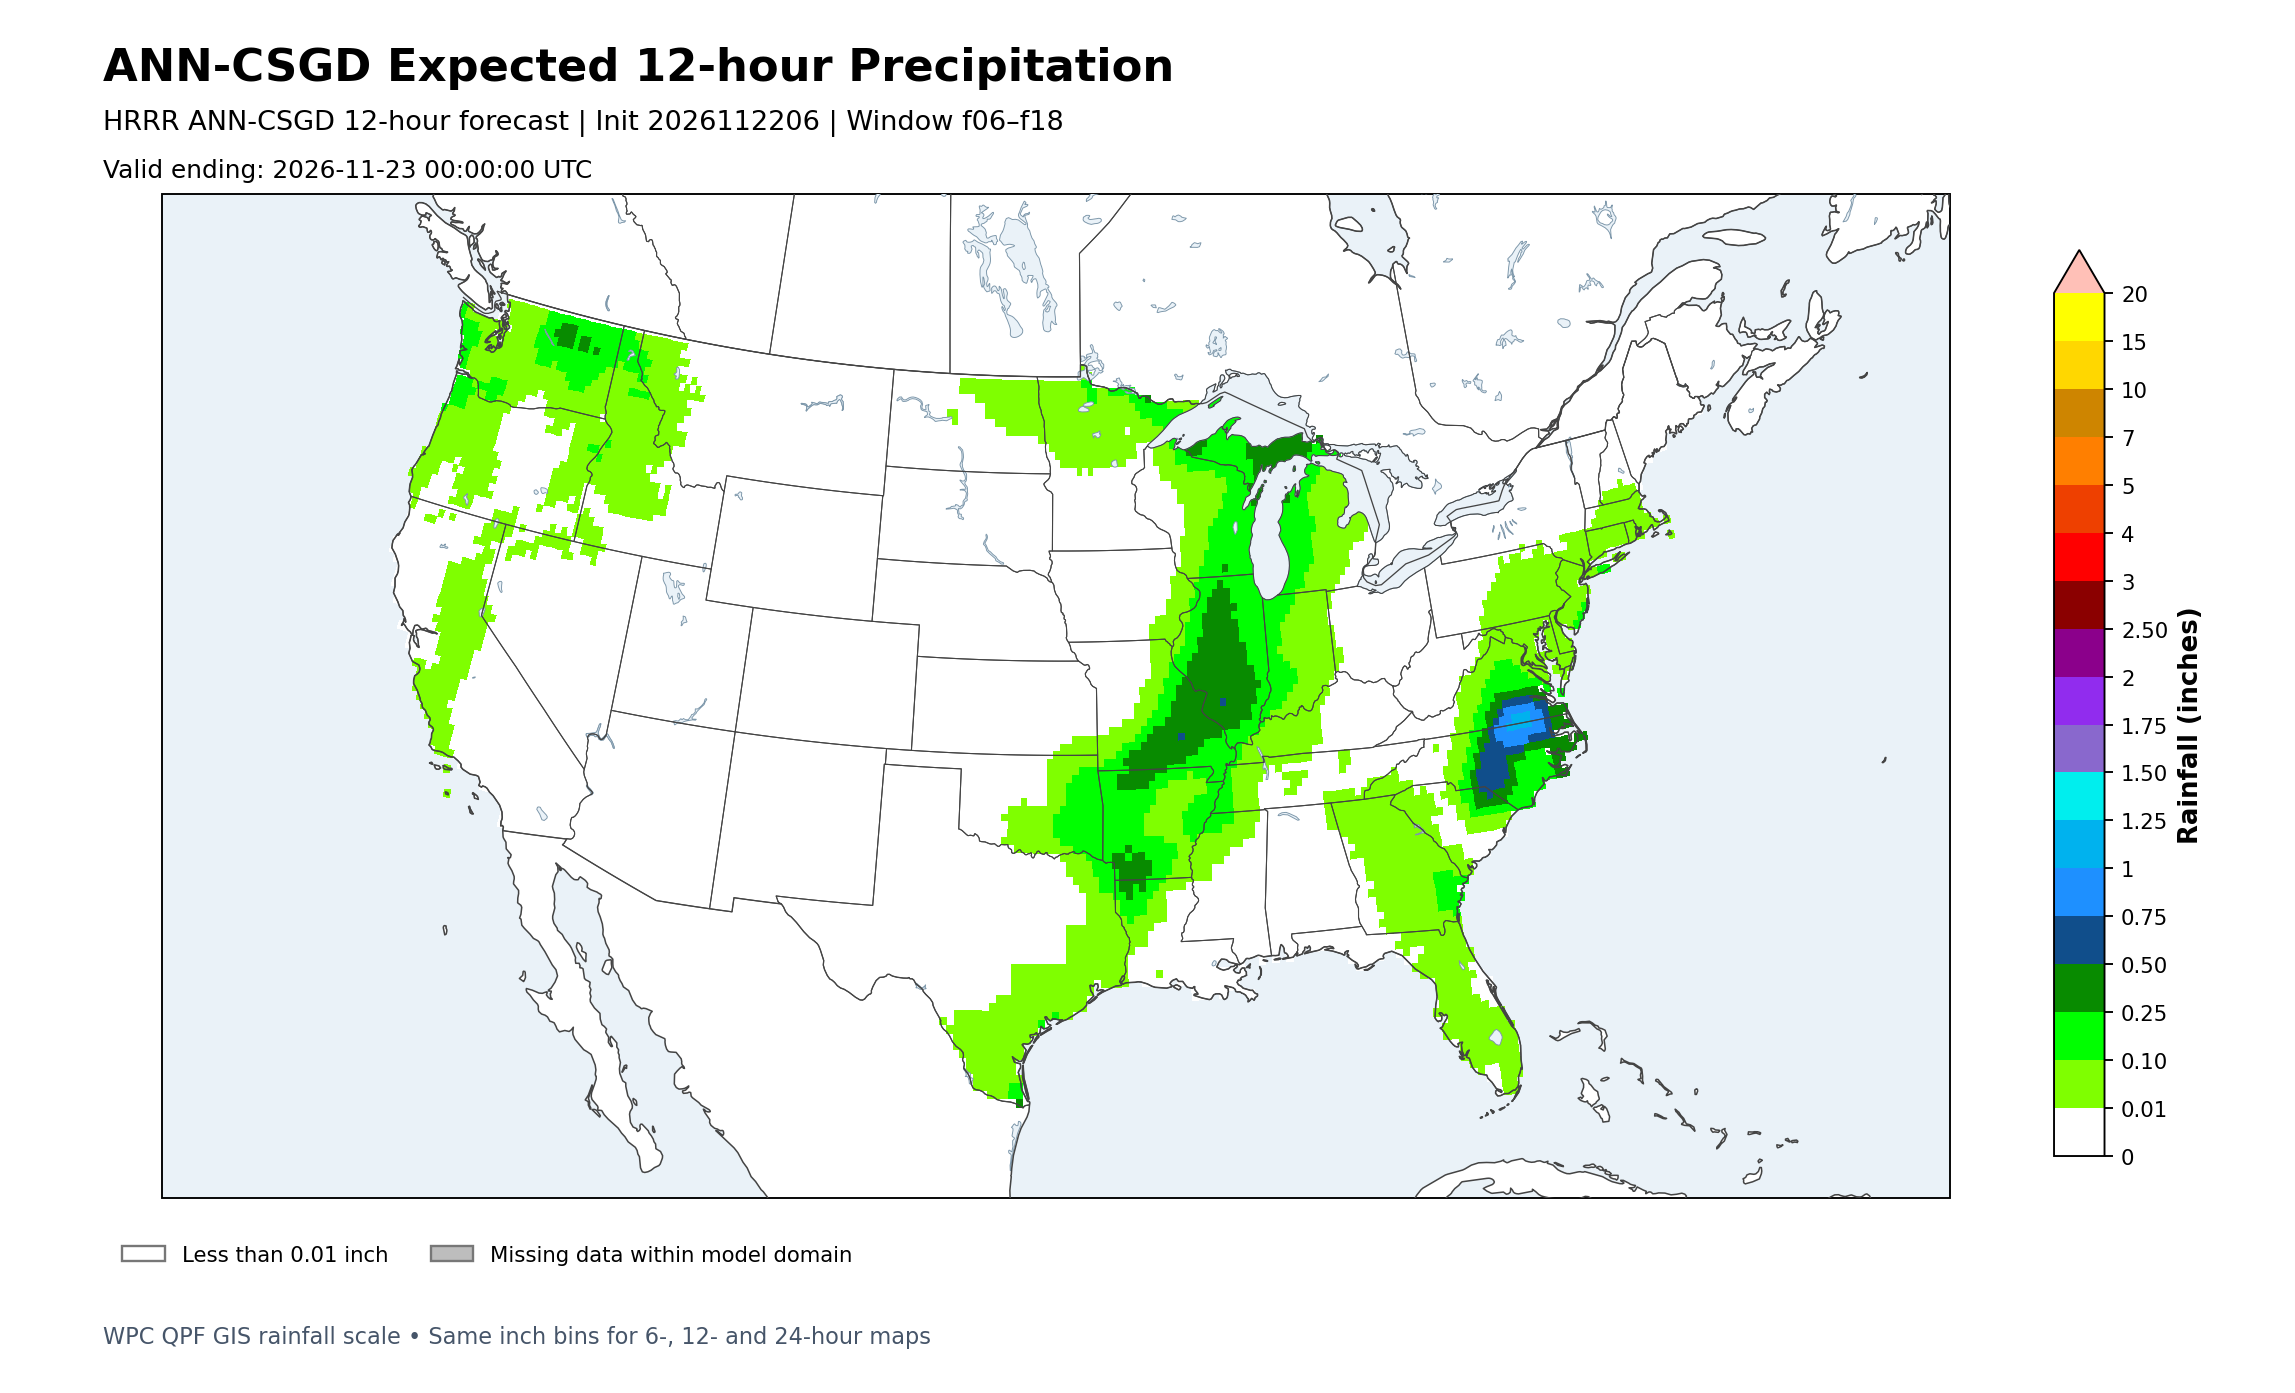 ANN-CSGD Expected 12-hour Precipitation
HRRR ANN-CSGD 12-hour forecast | Init 2026112206 | Window f06–f18
Valid ending: 2026-11-23 00:00:00 UTC
20
15
10
7
5
4
3
2.50
2
1.75
1.50
1.25
1
0.75
0.50
0.25
0.10
0.01
0
Rainfall (inches)
Less than 0.01 inch
Missing data within model domain
WPC QPF GIS rainfall scale • Same inch bins for 6-, 12- and 24-hour maps